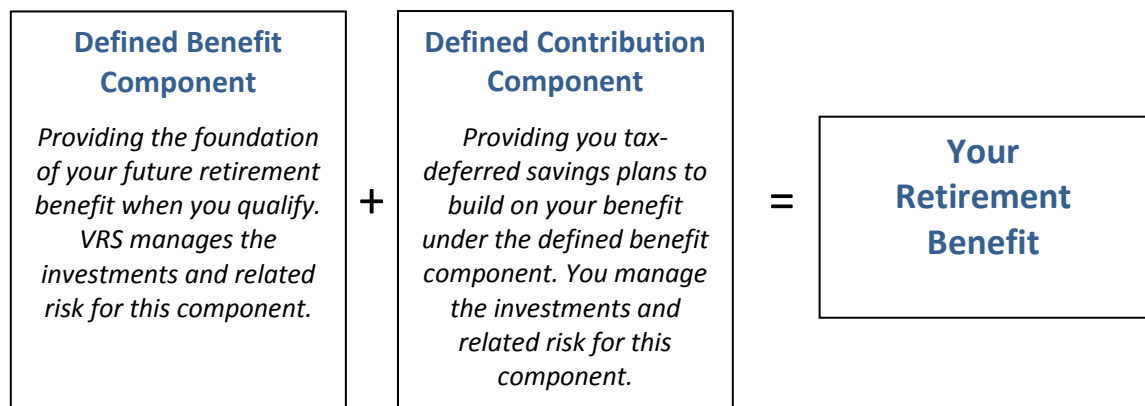 Defined Benefit
Component
Providing the foundation
of your future retirement
benefit when you qualify.
VRS manages the
investments and related
risk for this component.
+
Defined Contribution
Component
Providing you tax-
deferred savings plans to
build on your benefit
under the defined benefit
component. You manage
the investments and
related risk for this
component.
=
Your
Retirement
Benefit